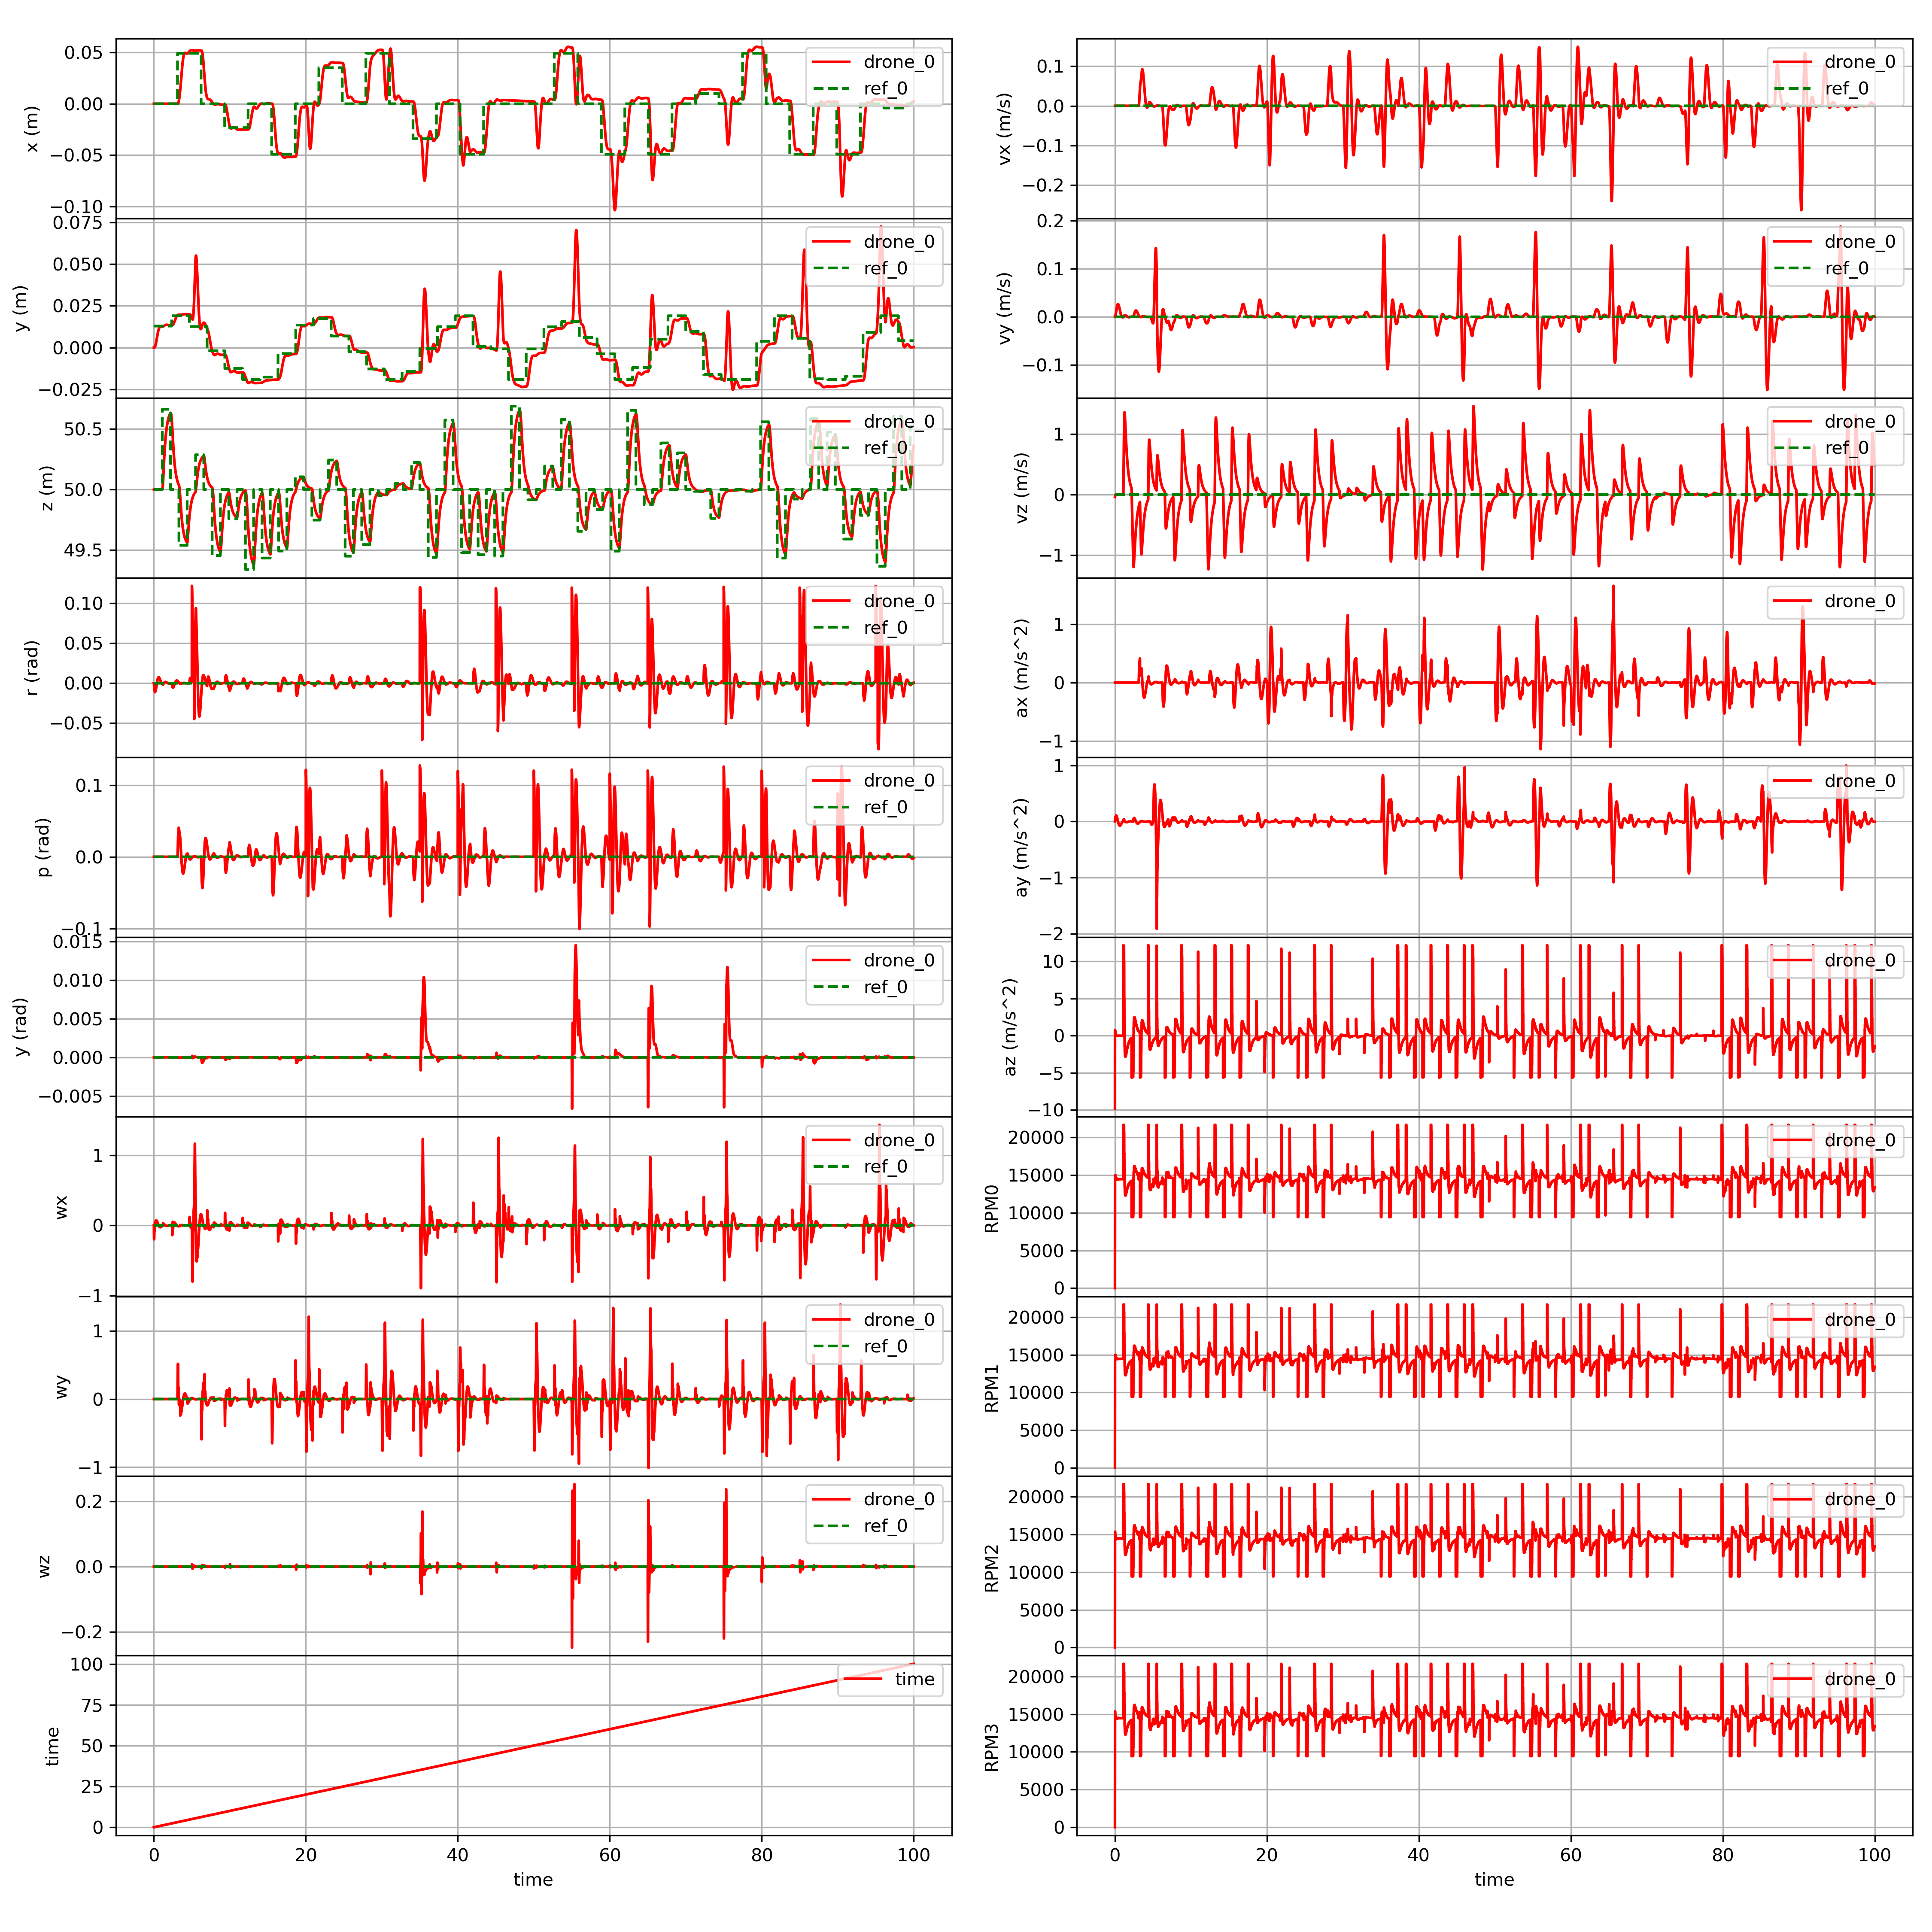 x (m)
0.05
0.00
−0.05
−0.10
drone_0
ref_0
y (m)
0.075
0.050
0.025
0.000
−0.025
drone_0
ref_0
z (m)
50.5
50.0
49.5
drone_0
ref_0
r (rad)
0.10
0.05
0.00
−0.05
drone_0
ref_0
p (rad)
0.1
0.0
−0.1
drone_0
ref_0
y (rad)
0.015
0.010
0.005
0.000
−0.005
drone_0
ref_0
wx
1
0
−1
drone_0
ref_0
wy
1
0
−1
drone_0
ref_0
wz
0.2
0.0
−0.2
drone_0
ref_0
time
100
75
50
25
0
time
0 20 40 60 80 100
time
vx (m/s)
0.1
0.0
−0.1
−0.2
drone_0
ref_0
vy (m/s)
0.2
0.1
0.0
−0.1
drone_0
ref_0
vz (m/s)
1
0
−1
drone_0
ref_0
ax (m/s^2)
1
0
−1
drone_0
ay (m/s^2)
1
0
−1
−2
drone_0
az (m/s^2)
10
5
0
−5
−10
drone_0
RPM0
20000
15000
10000
5000
0
drone_0
RPM1
20000
15000
10000
5000
0
drone_0
RPM2
20000
15000
10000
5000
0
drone_0
RPM3
20000
15000
10000
5000
0
drone_0
0 20 40 60 80 100
time